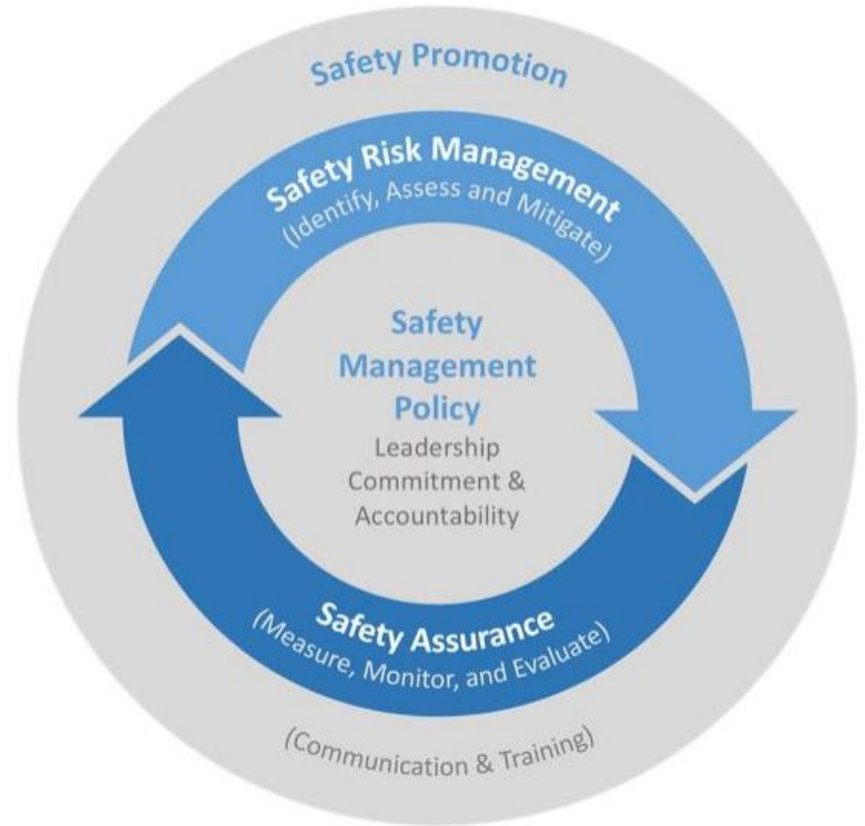 Safety Promotion
Safety Risk Management
(Identify, Assess and Mitigate)
Safety
Management
Policy
Leadership
Commitment &
Accountability
Safety Assurance
(Measure, Monitor, and Evaluate)
(Communication & Training)